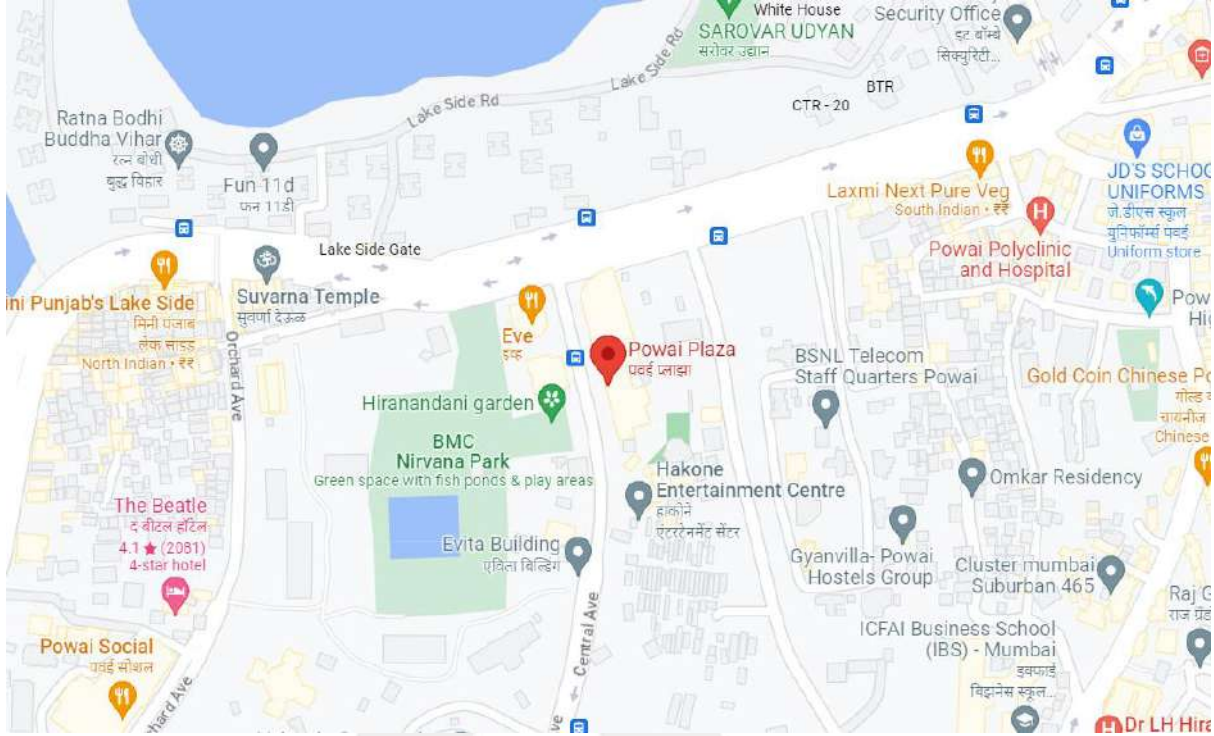 White House
SAROVAR UDYAN
सरोवर उद्यान
Security Office
इट बॉम्बे
सिक्युरिटी...
Lake Side Rd
Lake Side Rd
BTR
CTR - 20
Ratna Bodhi
Buddha Vihar
रत्न बोधी
बुद्ध विहार
Fun 11d
फन 11डी
Laxmi Next Pure Veg
South Indian • ₹₹
JD'S SCHOO
UNIFORMS
जे.डीएस स्कूल
युनिफॉर्म्स पवई
Uniform store
H
Powai Polyclinic
and Hospital
Lake Side Gate
Suvarna Temple
सुवर्णा देऊळ
ni Punjab's Lake Side
मिनी पंजाब
लेक साइड
North Indian • ₹₹
Orchard Ave
Eve
इव्ह
Powai Plaza
पवई प्लाझा
Pow
Hig
BSNL Telecom
Staff Quarters Powai
Gold Coin Chinese Po
गोल्ड
चायनीज
Chinese
Hiranandani garden
BMC
Nirvana Park
Green space with fish ponds & play areas
Hakone
Entertainment Centre
हाकोने
एंटरटेनमेंट सेंटर
Omkar Residency
The Beatle
द बीटल हॉटेल
4.1 ★ (2081)
4-star hotel
Evita Building
एविता बिल्डिंग
Gyanvilla- Powai
Hostels Group
Cluster mumbai
Suburban 465
Raj G
Central Ave
ICFAI Business School
(IBS) - Mumbai
इक्फाई
बिझनेस स्कूल...
Powai Social
पवई सोशल
chard Ave
ve
H
Dr LH Hira